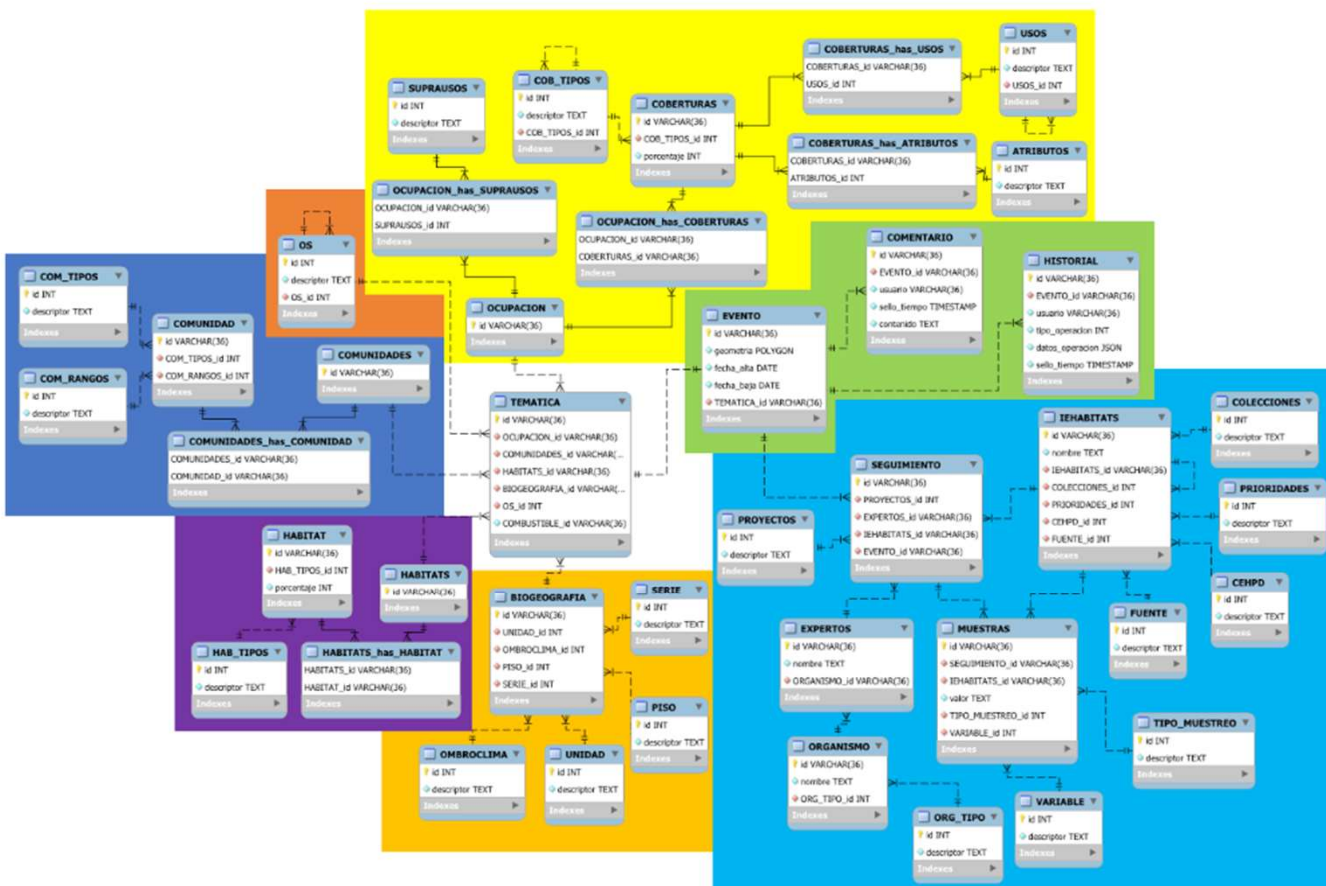 SUPRAUSOS
id INT
descriptor TEXT
Indexes
COB_TIPOS
id INT
descriptor TEXT
COB_TIPOS_id INT
Indexes
COBERTURAS
id VARCHAR(36)
COB_TIPOS_id INT
porcentaje INT
Indexes
COBERTURAS_has_USOS
COBERTURAS_id VARCHAR(36)
USOS_id INT
Indexes
USOS
id INT
descriptor TEXT
USOS_id INT
Indexes
COBERTURAS_has_ATRIBUTOS
COBERTURAS_id VARCHAR(36)
ATRIBUTOS_id INT
Indexes
ATRIBUTOS
id INT
descriptor TEXT
Indexes
OCUPACION_has_SUPRAUSOS
OCUPACION_id VARCHAR(36)
SUPRAUSOS_id INT
Indexes
OCUPACION_has_COBERTURAS
OCUPACION_id VARCHAR(36)
COBERTURAS_id VARCHAR(36)
Indexes
OCUPACION
id VARCHAR(36)
Indexes
OS
id INT
descriptor TEXT
OS_id INT
Indexes
COM_TIPOS
id INT
descriptor TEXT
Indexes
COMUNIDAD
id VARCHAR(36)
COM_TIPOS_id INT
COM_RANGOS_id INT
Indexes
COM_RANGOS
id INT
descriptor TEXT
Indexes
COMUNIDADES
id VARCHAR(36)
Indexes
COMUNIDADES_has_COMUNIDAD
COMUNIDADES_id VARCHAR(36)
COMUNIDAD_id VARCHAR(36)
Indexes
COMENTARIO
id VARCHAR(36)
EVENTO_id VARCHAR(36)
usuario VARCHAR(36)
sello_tiempo TIMESTAMP
contenido TEXT
Indexes
HISTORIAL
id VARCHAR(36)
EVENTO_id VARCHAR(36)
usuario VARCHAR(36)
tipo_operacion INT
datos_operacion JSON
sello_tiempo TIMESTAMP
Indexes
EVENTO
id VARCHAR(36)
geometria POLYGON
fecha_alta DATE
fecha_baja DATE
TEMATICA_id VARCHAR(36)
Indexes
TEMATICA
id VARCHAR(36)
OCUPACION_id VARCHAR(36)
COMUNIDADES_id VARCHAR(...
HABITATS_id VARCHAR(36)
BIOGEOGRAFIA_id VARCHAR(...
OS_id INT
COMBUSTIBLE_id VARCHAR(36)
Indexes
HABITAT
id VARCHAR(36)
HAB_TIPOS_id INT
porcentaje INT
Indexes
HABITATS
id VARCHAR(36)
Indexes
HAB_TIPOS
id INT
descriptor TEXT
Indexes
HABITATS_has_HABITAT
HABITATS_id VARCHAR(36)
HABITAT_id VARCHAR(36)
Indexes
BIOGEOGRAFIA
id VARCHAR(36)
UNIDAD_id INT
OMBROCLIMA_id INT
PISO_id INT
SERIE_id INT
Indexes
SERIE
id INT
descriptor TEXT
Indexes
PISO
id INT
descriptor TEXT
Indexes
OMBROCLIMA
id INT
descriptor TEXT
Indexes
UNIDAD
id INT
descriptor TEXT
Indexes
IEHABITATS
id VARCHAR(36)
nombre TEXT
IEHABITATS_id VARCHAR(36)
COLECCIONES_id INT
PRIORIDADES_id INT
CEHPD_id INT
FUENTE_id INT
Indexes
COLECCIONES
id INT
descriptor TEXT
Indexes
PRIORIDADES
id INT
descriptor TEXT
Indexes
CEHPD
id INT
descriptor TEXT
Indexes
FUENTE
id INT
descriptor TEXT
Indexes
SEGUIMIENTO
id VARCHAR(36)
PROYECTOS_id INT
EXPERTOS_id VARCHAR(36)
IEHABITATS_id VARCHAR(36)
EVENTO_id VARCHAR(36)
Indexes
PROYECTOS
id INT
descriptor TEXT
Indexes
EXPERTOS
id VARCHAR(36)
nombre TEXT
ORGANISMO_id VARCHAR(36)
Indexes
MUESTRAS
id VARCHAR(36)
SEGUIMIENTO_id VARCHAR(36)
IEHABITATS_id VARCHAR(36)
valor TEXT
TIPO_MUESTREO_id INT
VARIABLE_id INT
Indexes
TIPO_MUESTREO
id INT
descriptor TEXT
Indexes
ORGANISMO
id VARCHAR(36)
nombre TEXT
ORG_TIPO_id INT
Indexes
ORG_TIPO
id INT
descriptor TEXT
Indexes
VARIABLE
id INT
descriptor TEXT
Indexes